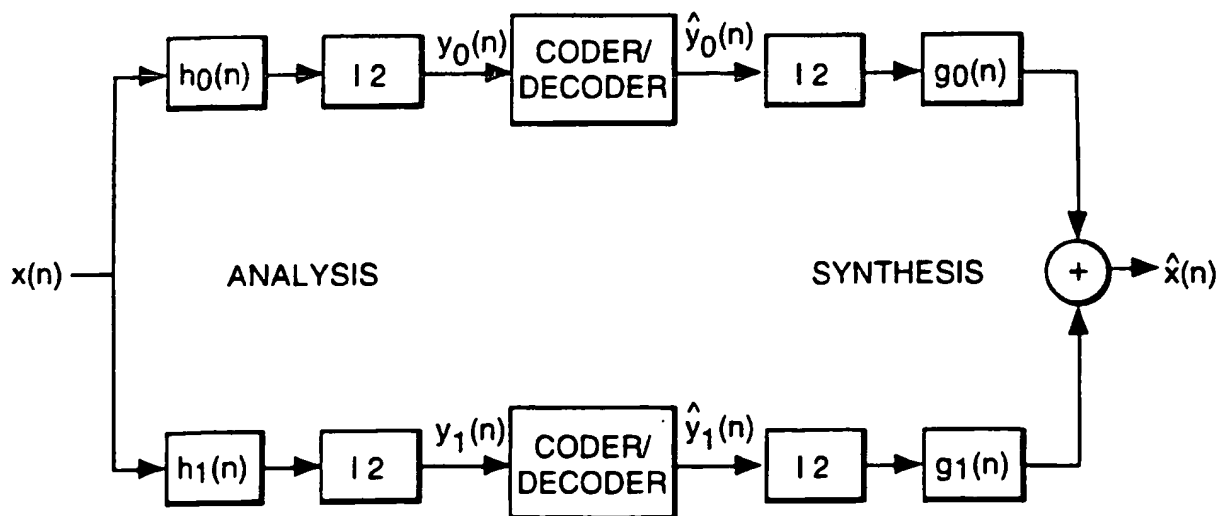 h0(n)
I 2
y0(n)
CODER/
DECODER
ŷ0(n)
I 2
g0(n)
x(n)
ANALYSIS
SYNTHESIS
+
x̂(n)
h1(n)
I 2
y1(n)
CODER/
DECODER
ŷ1(n)
I 2
g1(n)